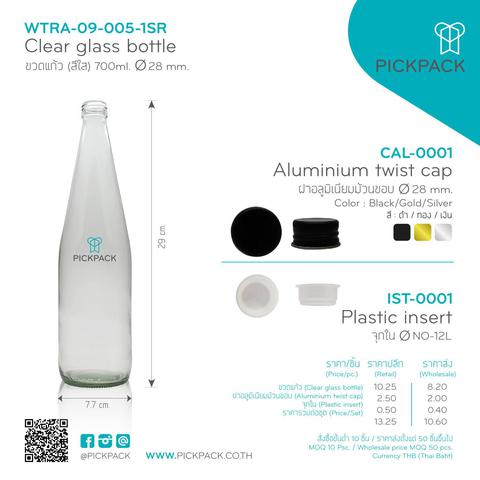 WTRA-09-005-1SR
Clear glass bottle
ขวดแก้ว (สีใส) 700ml. Ø 28 mm.
PICKPACK
29 cm.
PICKPACK
7.7 cm.
CAL-0001
Aluminium twist cap
ฝาอลูมิเนียมม้วนขอบ Ø 28 mm.
Color : Black/Gold/Silver
สี : ดำ / ทอง / เงิน
IST-0001
Plastic insert
จุกใน Ø NO-12L
ราคา/ชิ้น ราคาปลีก ราคาส่ง
(Price/pc.) (Retail) (Wholesale)
ขวดแก้ว (Clear glass bottle) 10.25 8.20
ฝาอลูมิเนียมม้วนขอบ (Aluminium twist cap) 2.50 2.00
จุกใน (Plastic insert) 0.50 0.40
ราคารวมต่อชุด (Price/Set) 13.25 10.60
สั่งซื้อขั้นต่ำ 10 ชิ้น / ราคาส่งตั้งแต่ 50 ชิ้นขึ้นไป
MOQ 10 Psc. / Wholesale price MOQ 50 pcs.
Currency THB (Thai Baht)
@PICKPACK
WWW.PICKPACK.CO.TH